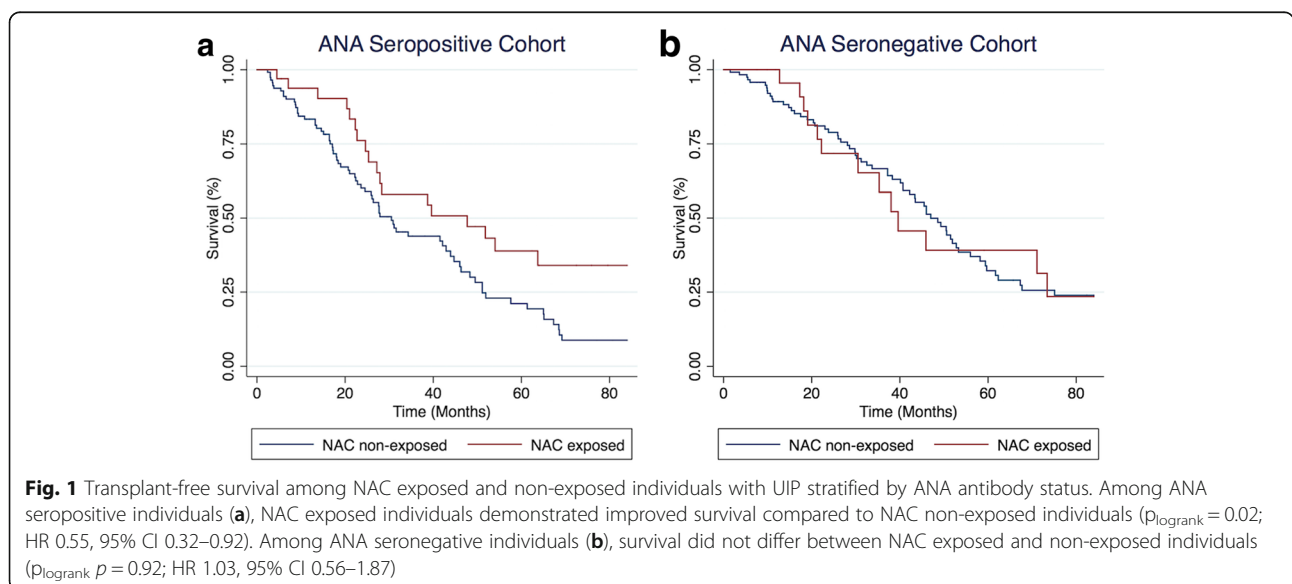 a
ANA Seropositive Cohort
1.00
0.75
0.50
0.25
0.00
Survival (%)
0 20 40 60 80
Time (Months)
NAC non-exposed NAC exposed
b
ANA Seronegative Cohort
1.00
0.75
0.50
0.25
0.00
Survival (%)
0 20 40 60 80
Time (Months)
NAC non-exposed NAC exposed
Fig. 1 Transplant-free survival among NAC exposed and non-exposed individuals with UIP stratified by ANA antibody status. Among ANA
seropositive individuals (a), NAC exposed individuals demonstrated improved survival compared to NAC non-exposed individuals (plogrank = 0.02;
HR 0.55, 95% CI 0.32–0.92). Among ANA seronegative individuals (b), survival did not differ between NAC exposed and non-exposed individuals
(plogrank p = 0.92; HR 1.03, 95% CI 0.56–1.87)